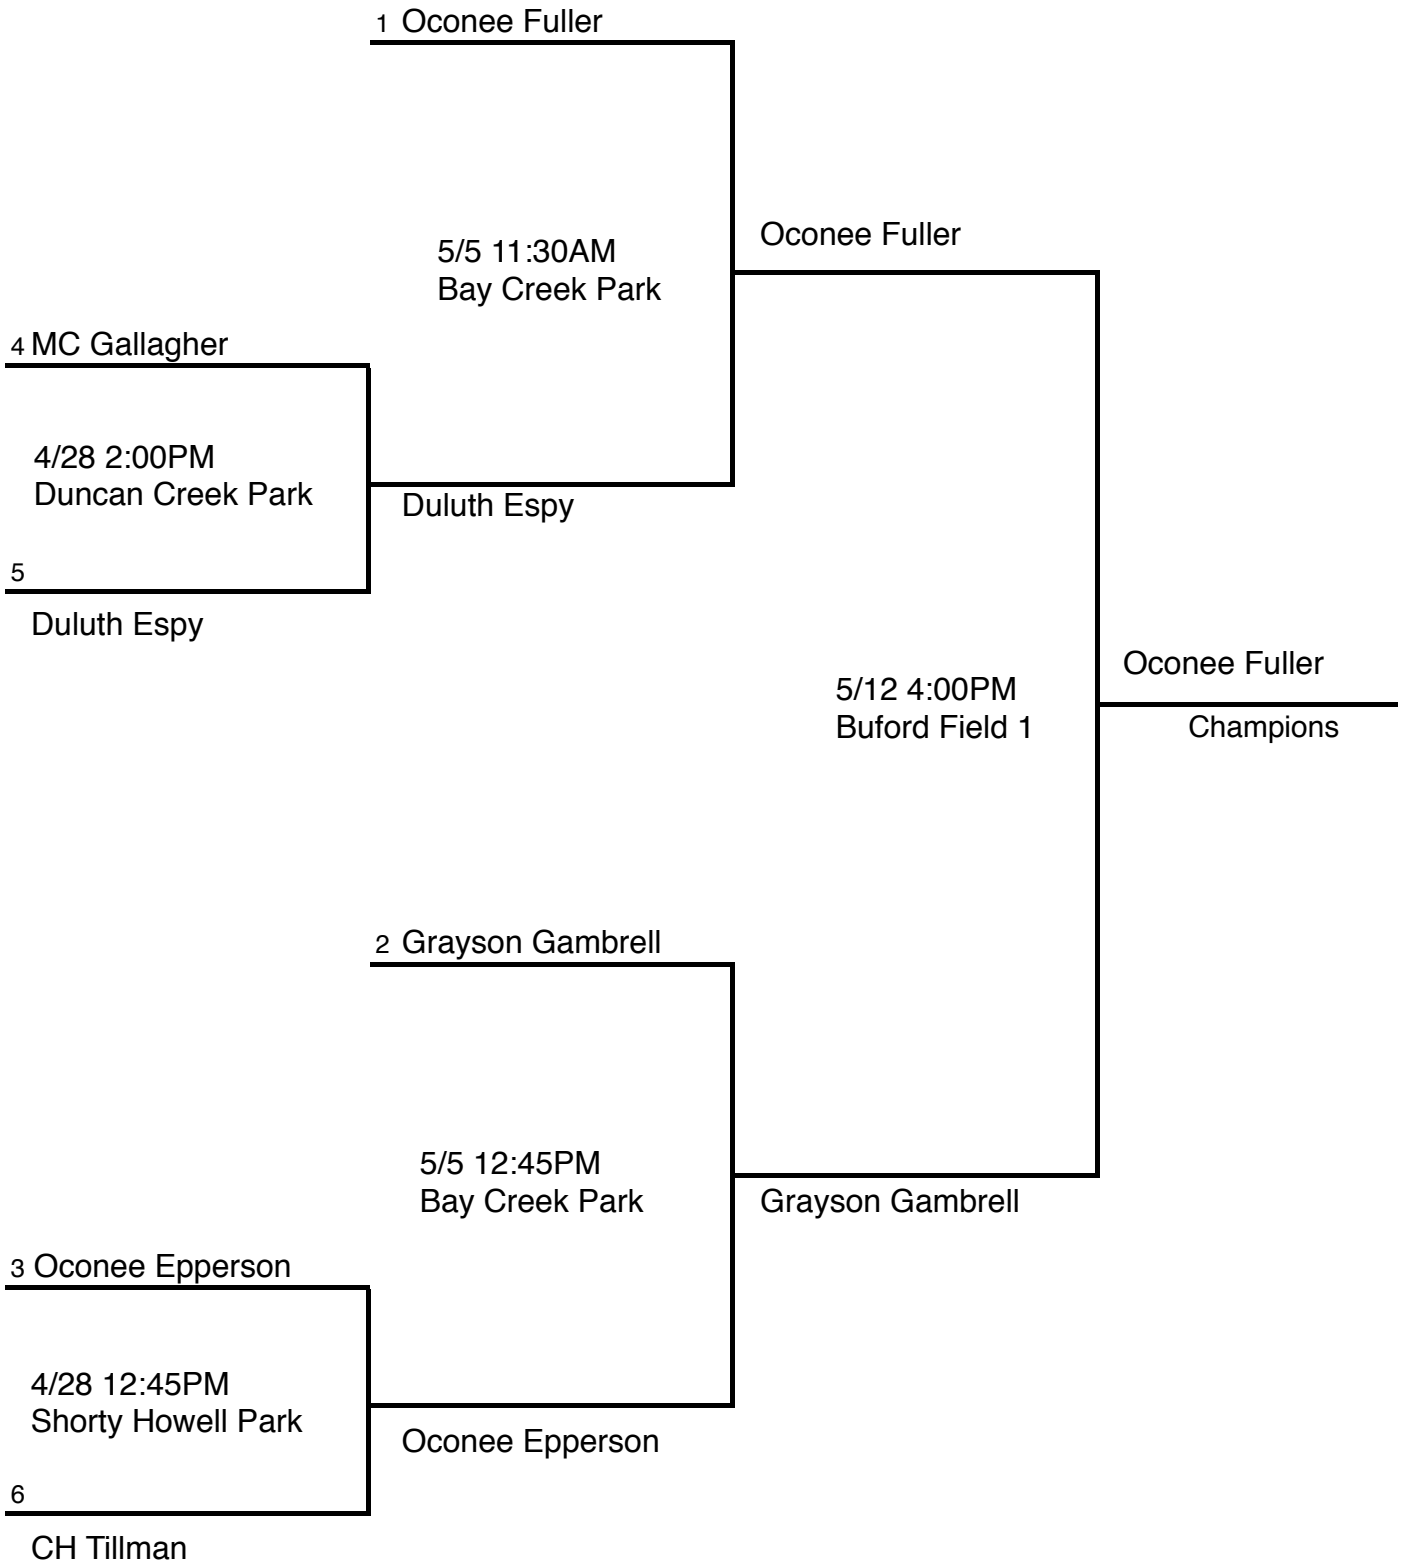 1 Oconee Fuller
5/5 11:30AM
Bay Creek Park
Oconee Fuller
4 MC Gallagher
4/28 2:00PM
Duncan Creek Park
Duluth Espy
5
Duluth Espy
5/12 4:00PM
Buford Field 1
Oconee Fuller
Champions
2 Grayson Gambrell
5/5 12:45PM
Bay Creek Park
Grayson Gambrell
3 Oconee Epperson
4/28 12:45PM
Shorty Howell Park
Oconee Epperson
6
CH Tillman